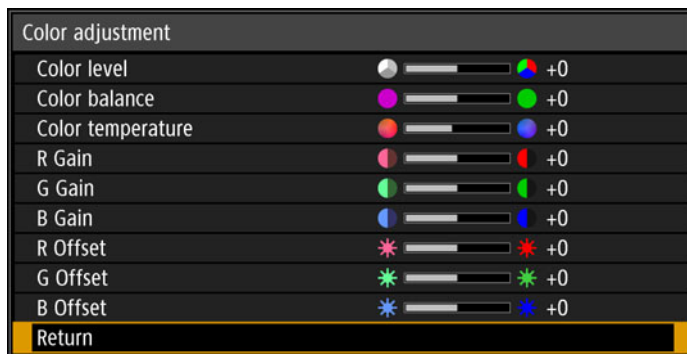 Color adjustment
Color level +0
Color balance +0
Color temperature +0
R Gain +0
G Gain +0
B Gain +0
R Offset +0
G Offset +0
B Offset +0
Return